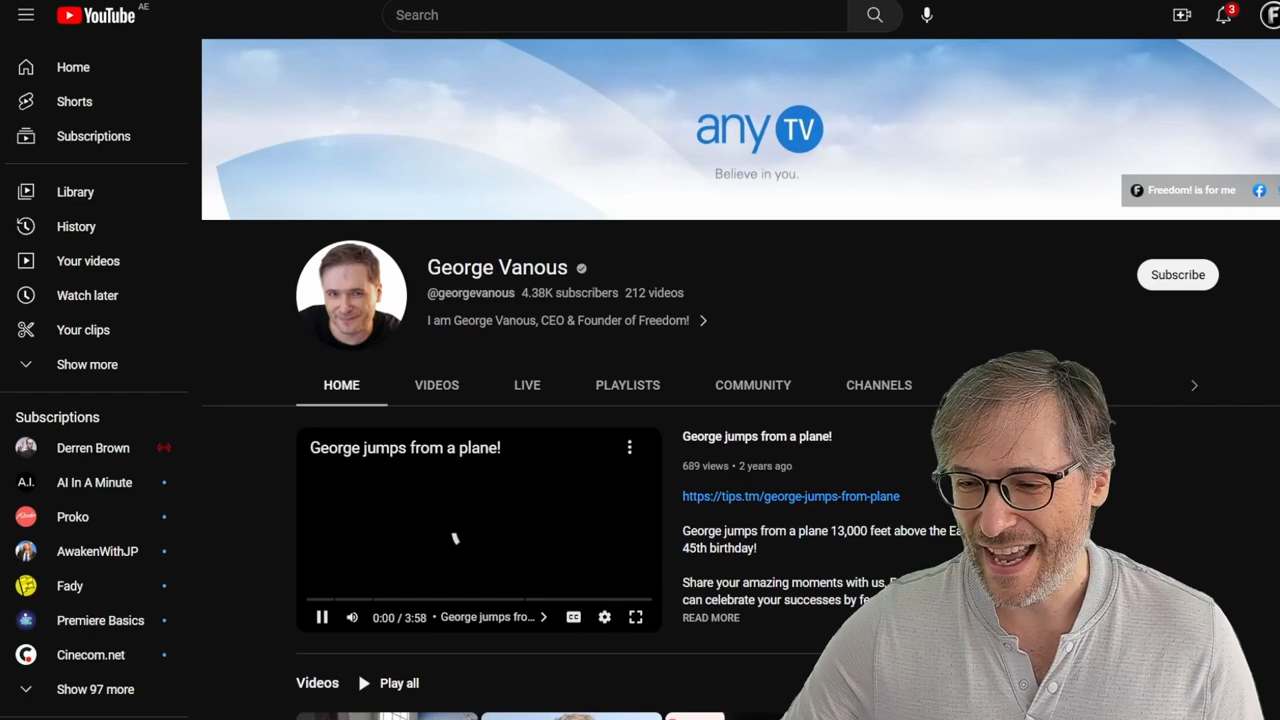 YouTube AE
Search
3
F
Home
Shorts
Subscriptions
Library
History
Your videos
Watch later
Your clips
Show more
Subscriptions
Derren Brown
A.I. AI In A Minute
Proko
AwakenWithJP
Fady
Premiere Basics
Cinecom.net
Show 97 more
any TV
Believe in you.
F Freedom! is for me
George Vanous
@georgevanous 4.38K subscribers 212 videos
I am George Vanous, CEO & Founder of Freedom!
Subscribe
HOME VIDEOS LIVE PLAYLISTS COMMUNITY CHANNELS
George jumps from a plane!
0:00 / 3:58 • George jumps fro...
CC
George jumps from a plane!
689 views • 2 years ago
https://tips.tm/george-jumps-from-plane
George jumps from a plane 13,000 feet above the
45th birthday!
Share your amazing moments with us,
can celebrate your successes by
READ MORE
Videos Play all